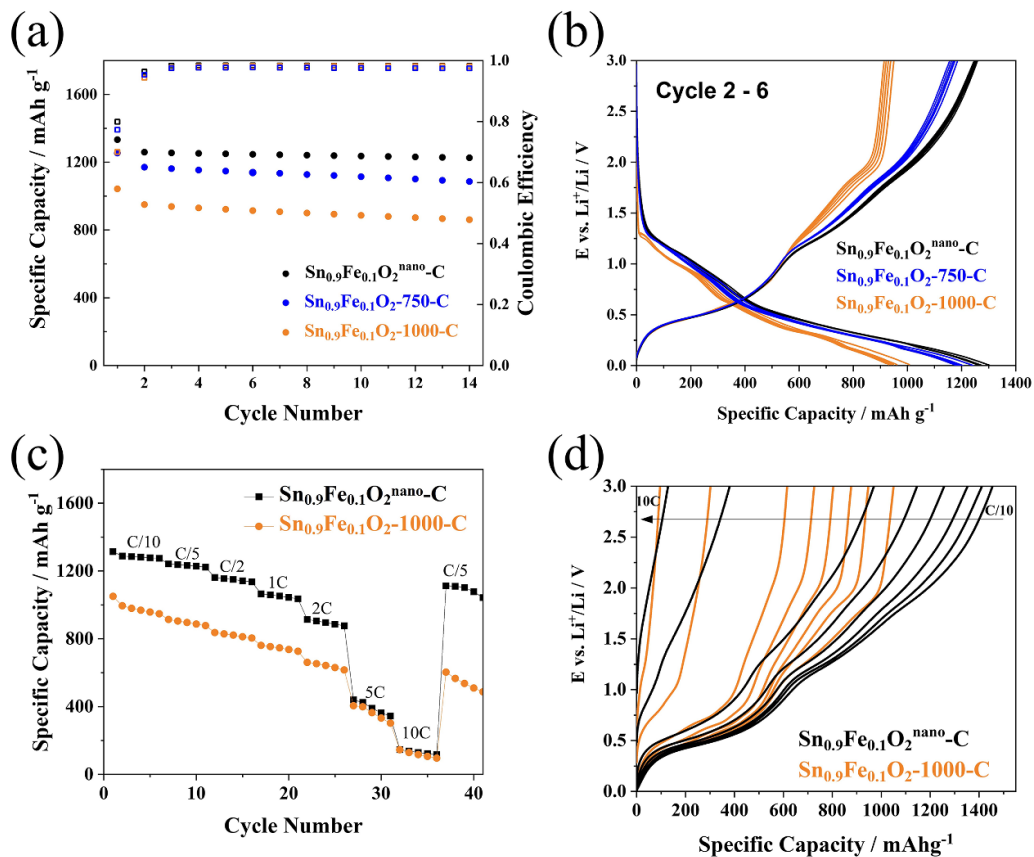 (a)
Specific Capacity / mAh g⁻¹
1600
1200
800
400
0
1.0
0.8
0.6
0.4
0.2
0.0
Coulombic Efficiency
Sn₀.₉Fe₀.₁O₂ⁿᵃⁿᵒ-C
Sn₀.₉Fe₀.₁O₂-750-C
Sn₀.₉Fe₀.₁O₂-1000-C
2 4 6 8 10 12 14
Cycle Number
(b)
E vs. Li⁺/Li / V
3.0
2.5
2.0
1.5
1.0
0.5
0.0
Cycle 2 - 6
Sn₀.₉Fe₀.₁O₂ⁿᵃⁿᵒ-C
Sn₀.₉Fe₀.₁O₂-750-C
Sn₀.₉Fe₀.₁O₂-1000-C
0 200 400 600 800 1000 1200 1400
Specific Capacity / mAh g⁻¹
(c)
Specific Capacity / mAh g⁻¹
1600
1200
800
400
0
Sn₀.₉Fe₀.₁O₂ⁿᵃⁿᵒ-C
Sn₀.₉Fe₀.₁O₂-1000-C
C/10
C/5
C/2
1C
2C
5C
10C
C/5
0 10 20 30 40
Cycle Number
(d)
E vs. Li⁺/Li / V
3.0
2.5
2.0
1.5
1.0
0.5
0.0
10C
C/10
Sn₀.₉Fe₀.₁O₂ⁿᵃⁿᵒ-C
Sn₀.₉Fe₀.₁O₂-1000-C
0 200 400 600 800 1000 1200 1400
Specific Capacity / mAhg⁻¹